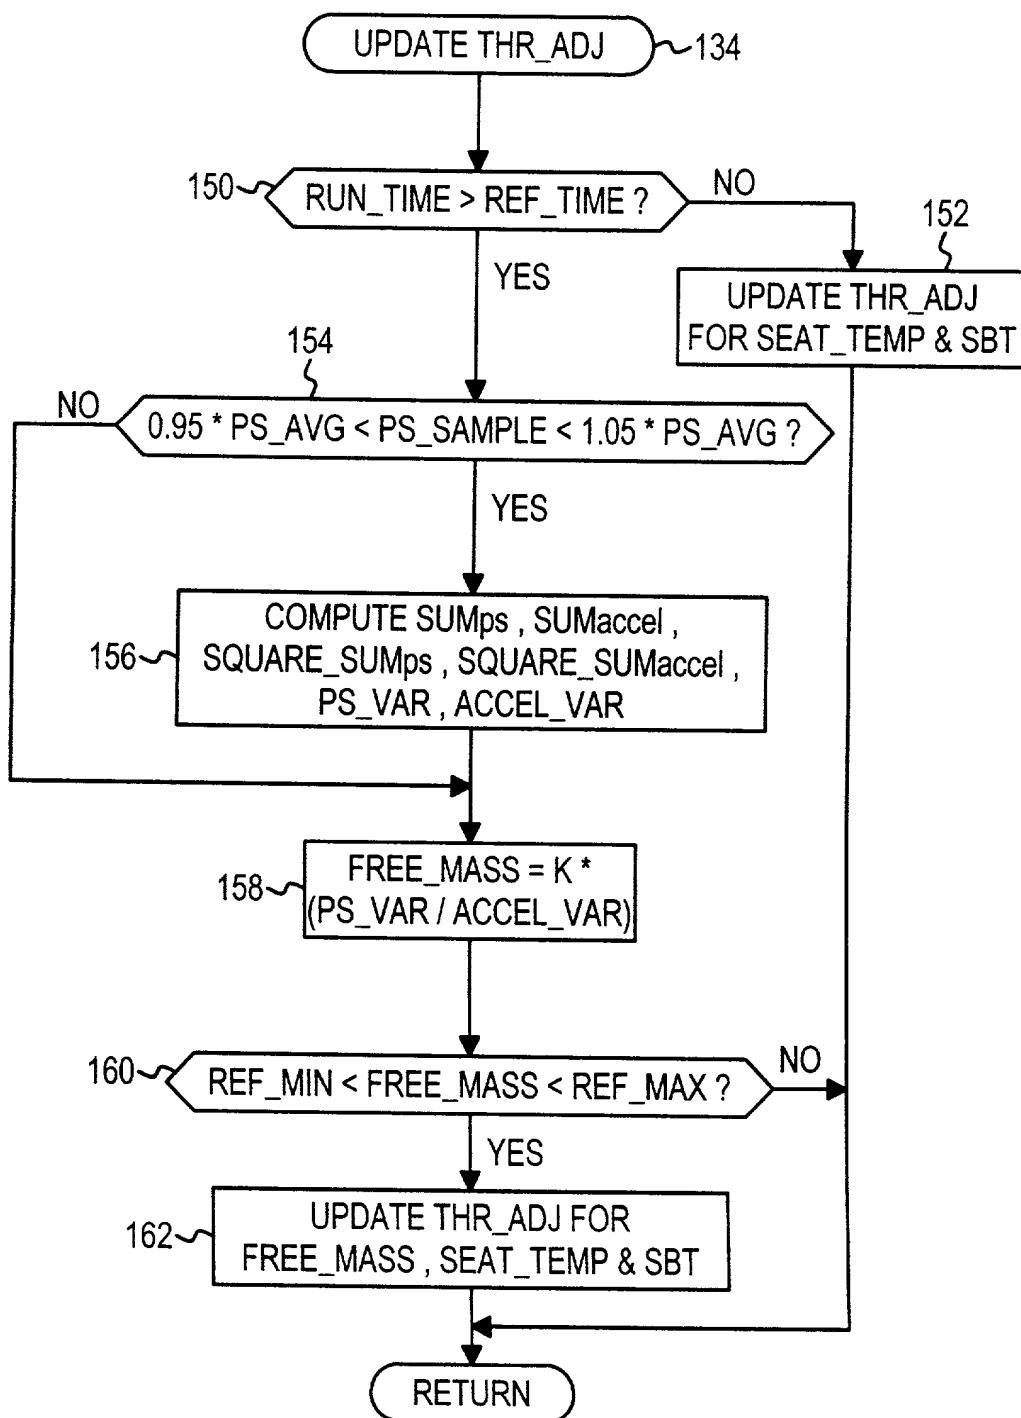 UPDATE THR_ADJ
134
150
RUN_TIME > REF_TIME ?
NO
YES
152
UPDATE THR_ADJ
FOR SEAT_TEMP & SBT
154
NO
0.95 * PS_AVG < PS_SAMPLE < 1.05 * PS_AVG ?
YES
156
COMPUTE SUMps , SUMaccel ,
SQUARE_SUMps , SQUARE_SUMaccel ,
PS_VAR , ACCEL_VAR
158
FREE_MASS = K *
(PS_VAR / ACCEL_VAR)
160
REF_MIN < FREE_MASS < REF_MAX ?
NO
YES
162
UPDATE THR_ADJ FOR
FREE_MASS , SEAT_TEMP & SBT
RETURN